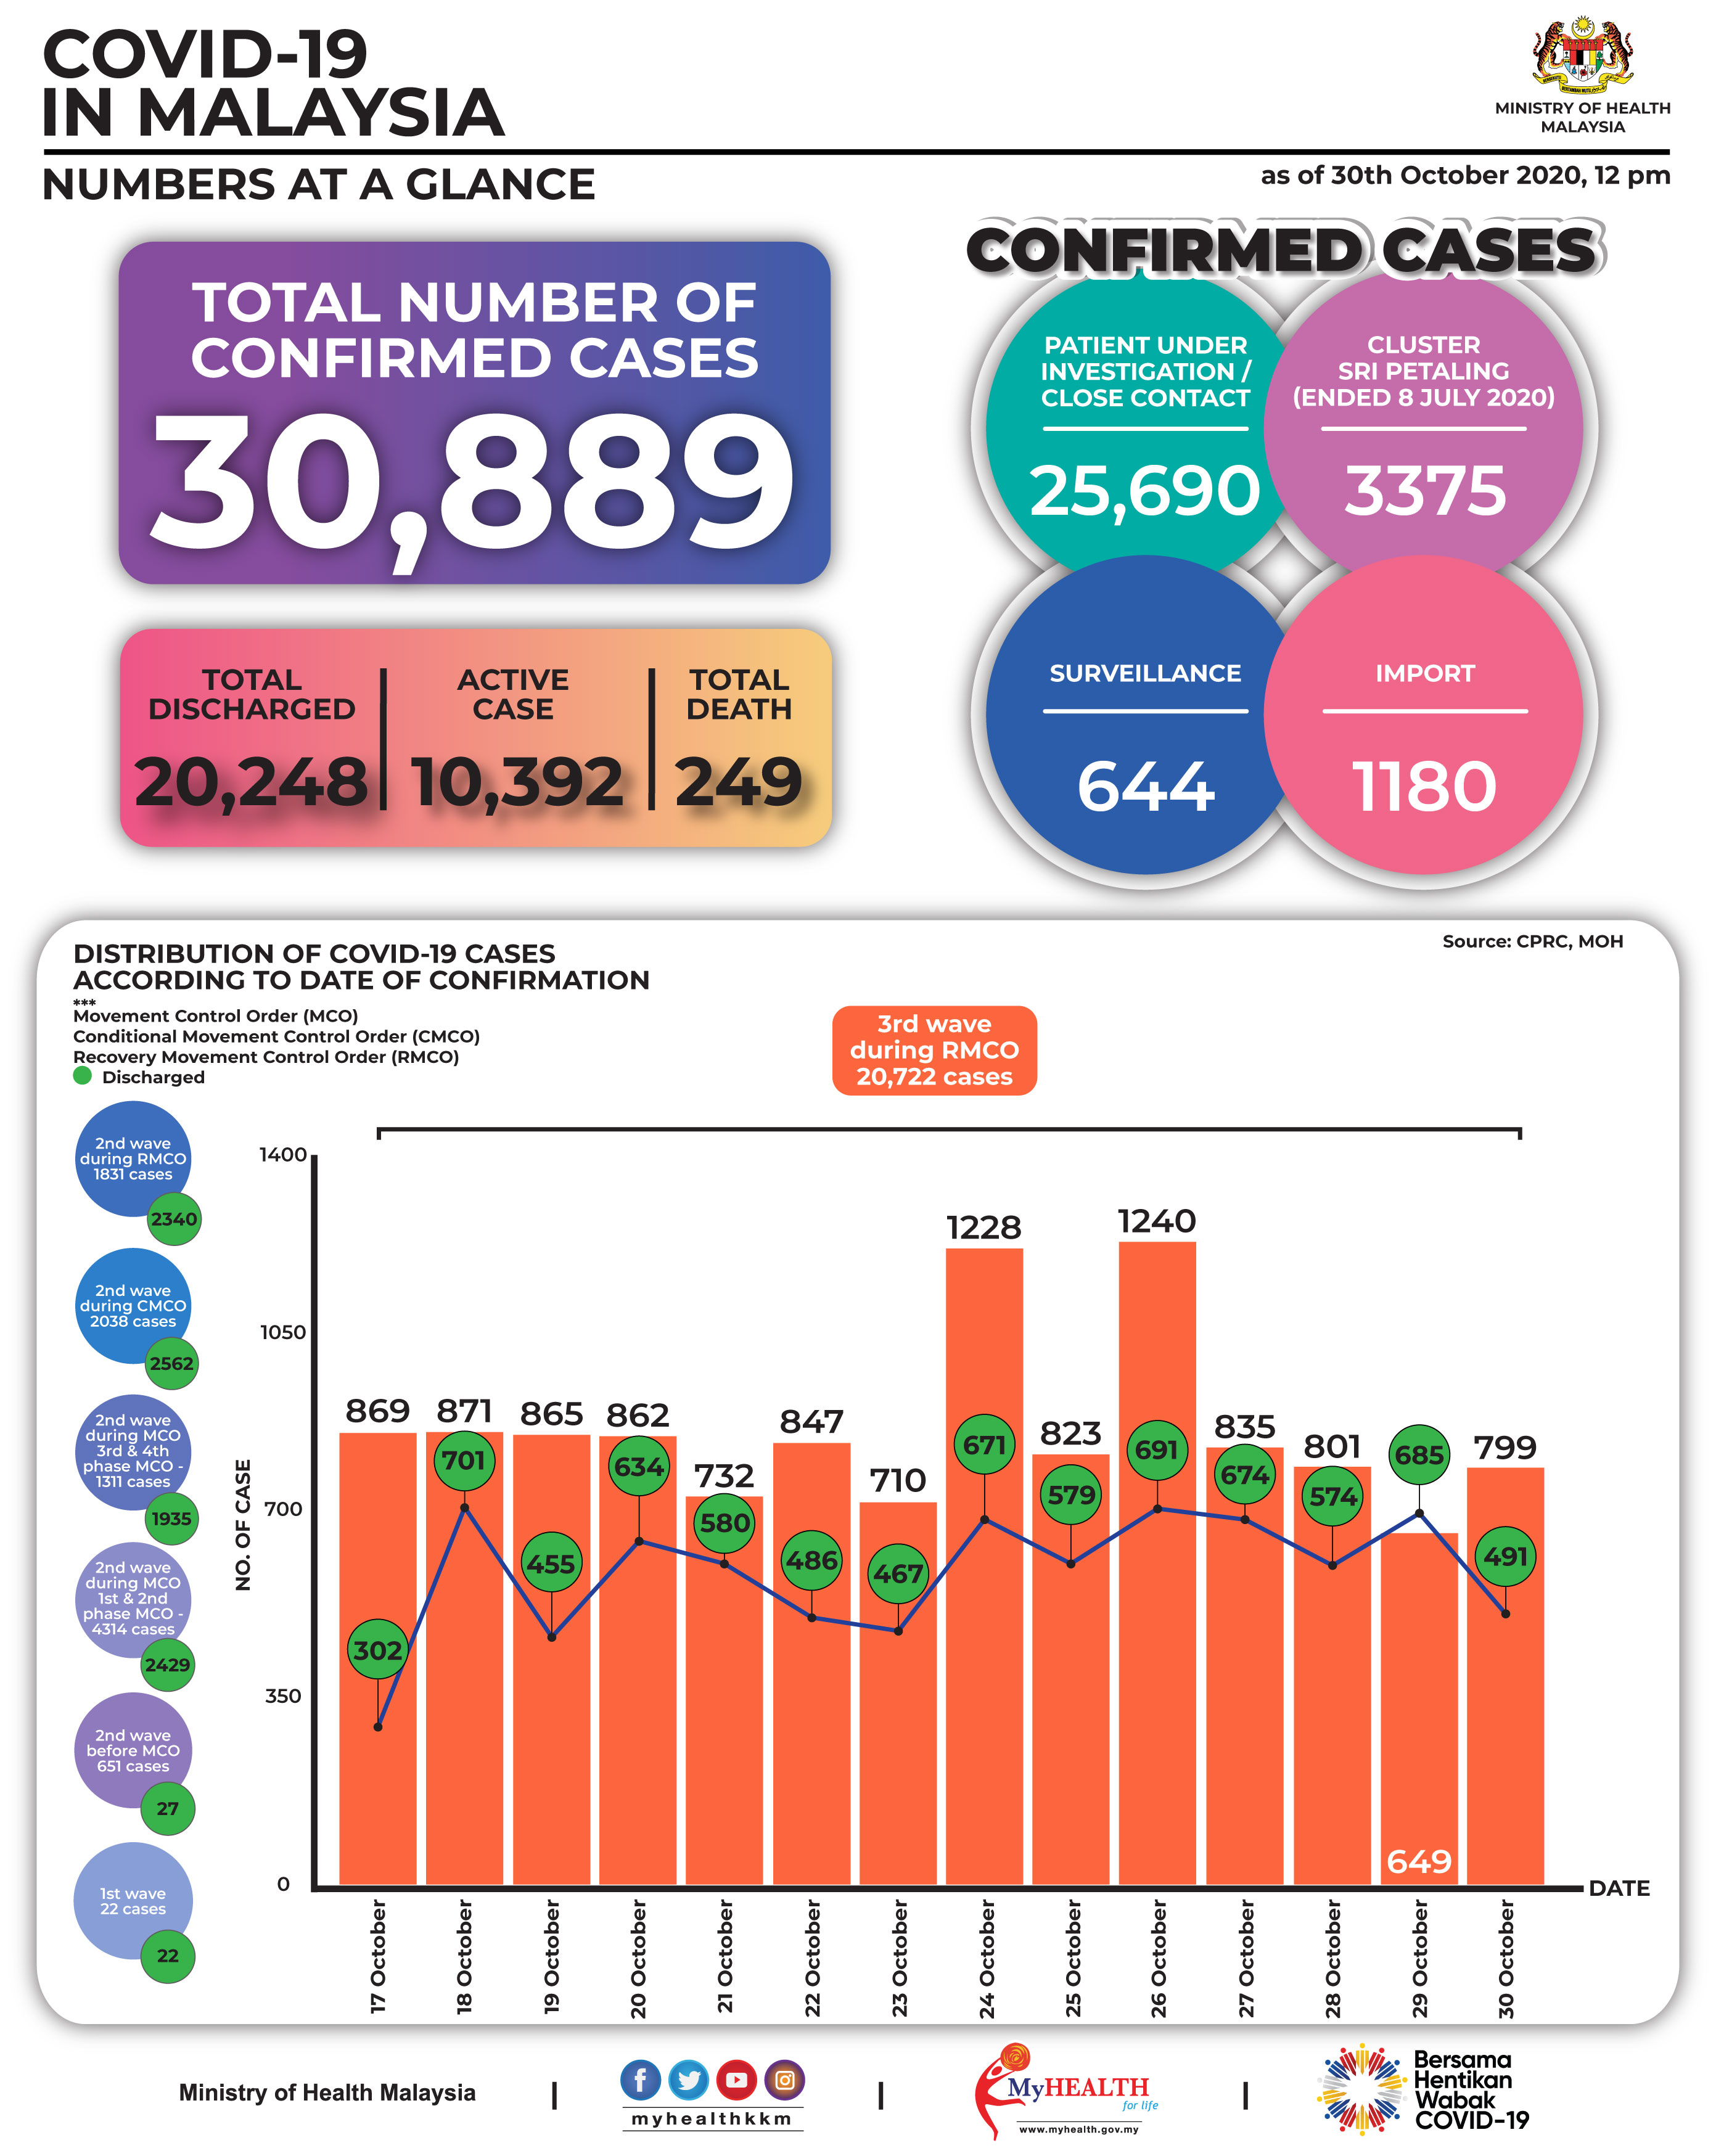 COVID-19
IN MALAYSIA
MINISTRY OF HEALTH
MALAYSIA
NUMBERS AT A GLANCE
as of 30th October 2020, 12 pm
TOTAL NUMBER OF
CONFIRMED CASES
30,889
TOTAL
DISCHARGED
20,248
ACTIVE
CASE
10,392
TOTAL
DEATH
249
CONFIRMED CASES
PATIENT UNDER
INVESTIGATION /
CLOSE CONTACT
25,690
CLUSTER
SRI PETALING
(ENDED 8 JULY 2020)
3375
SURVEILLANCE
644
IMPORT
1180
DISTRIBUTION OF COVID-19 CASES
ACCORDING TO DATE OF CONFIRMATION
Source: CPRC, MOH
***
Movement Control Order (MCO)
Conditional Movement Control Order (CMCO)
Recovery Movement Control Order (RMCO)
Discharged
3rd wave
during RMCO
20,722 cases
2nd wave
during RMCO
1831 cases
2340
2nd wave
during CMCO
2038 cases
2562
2nd wave
during MCO
3rd & 4th
phase MCO -
1311 cases
1935
2nd wave
during MCO
1st & 2nd
phase MCO -
4314 cases
2429
2nd wave
before MCO
651 cases
27
1st wave
22 cases
22
NO. OF CASE
1400
1050
700
350
0
869
871
865
862
732
847
710
1228
823
1240
835
801
649
799
302
701
455
634
580
486
467
671
579
691
674
574
685
491
17 October
18 October
19 October
20 October
21 October
22 October
23 October
24 October
25 October
26 October
27 October
28 October
29 October
30 October
DATE
Ministry of Health Malaysia
myhealthkkm
MyHEALTH
for life
www.myhealth.gov.my
Bersama
Hentikan
Wabak
COVID-19